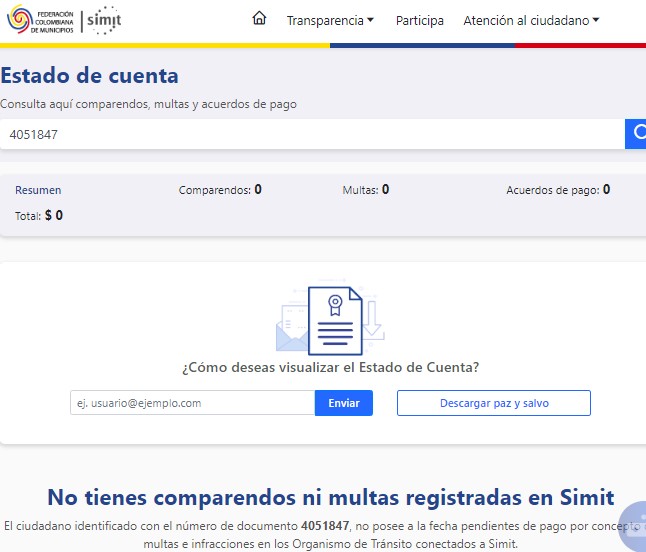 FEDERACIÓN
COLOMBIANA
DE MUNICIPIOS
simit
Transparencia
Participa
Atención al ciudadano
Estado de cuenta
Consulta aquí comparendos, multas y acuerdos de pago
4051847
Resumen
Comparendos: 0
Multas: 0
Acuerdos de pago: 0
Total: $ 0
¿Cómo deseas visualizar el Estado de Cuenta?
ej. usuario@ejemplo.com
Enviar
Descargar paz y salvo
No tienes comparendos ni multas registradas en Simit
El ciudadano identificado con el número de documento 4051847, no posee a la fecha pendientes de pago por concepto
multas e infracciones en los Organismo de Tránsito conectados a Simit.